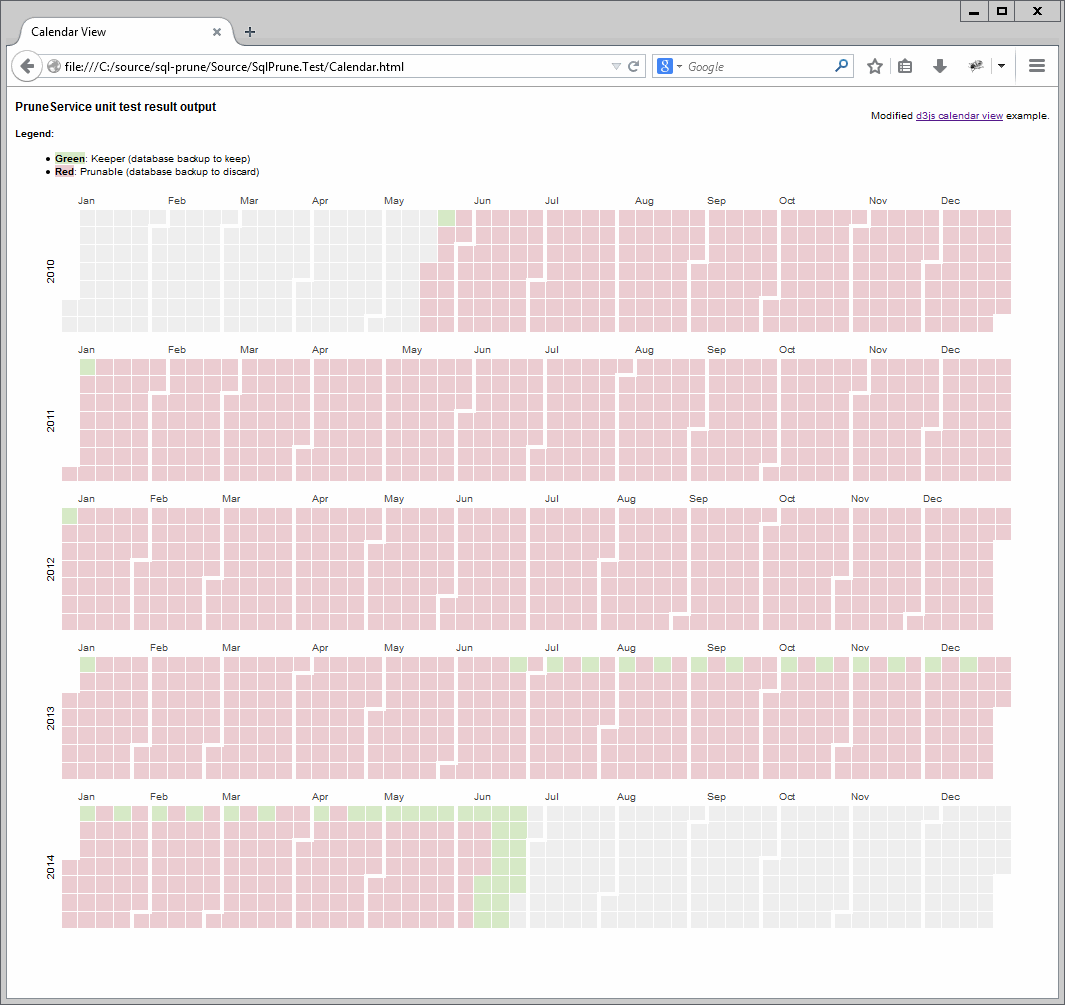 Calendar View
file:///C:/source/sql-prune/Source/SqlPrune.Test/Calendar.html
8 Google
PruneService unit test result output
Modified d3js calendar view example.
Legend:
Green: Keeper (database backup to keep)
Red: Prunable (database backup to discard)
Jan Feb Mar Apr May Jun Jul Aug Sep Oct Nov Dec
2010
Jan Feb Mar Apr May Jun Jul Aug Sep Oct Nov Dec
2011
Jan Feb Mar Apr May Jun Jul Aug Sep Oct Nov Dec
2012
Jan Feb Mar Apr May Jun Jul Aug Sep Oct Nov Dec
2013
Jan Feb Mar Apr May Jun Jul Aug Sep Oct Nov Dec
2014